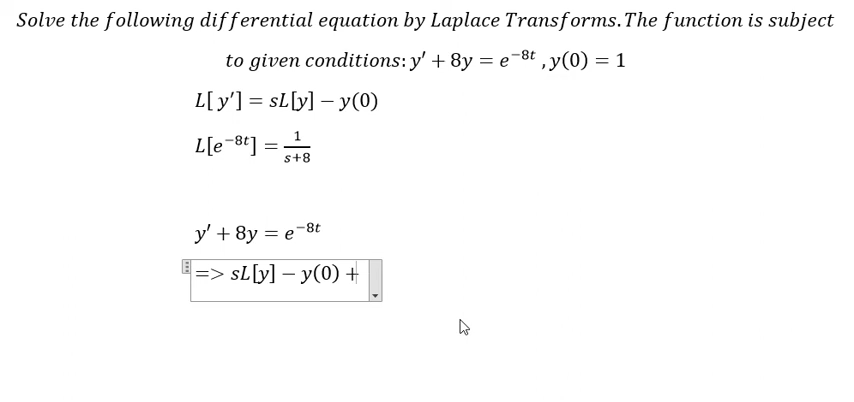 Solve the following differential equation by Laplace Transforms. The function is subject
to given conditions: y′ + 8y = e^{−8t} , y(0) = 1
L[ y′] = sL[y] − y(0)
L[e^{−8t}] = \frac{1}{s+8}
y′ + 8y = e^{−8t}
=> sL[y] − y(0) +